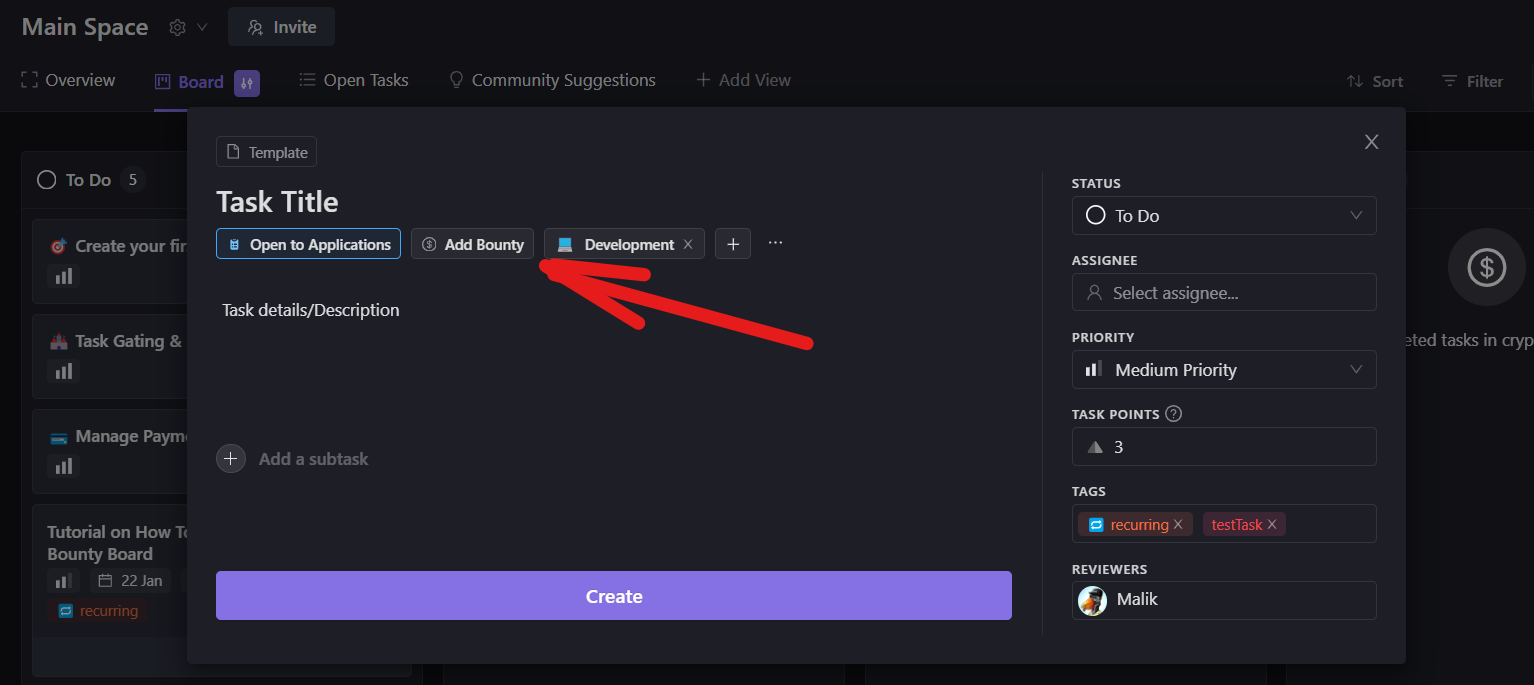 Main Space
Invite
Overview
Board
Open Tasks
Community Suggestions
Add View
Sort
Filter
To Do 5
Create your fir
Task Gating &
Manage Payme
Tutorial on How To
Bounty Board
22 Jan
recurring
Template
Task Title
Open to Applications
Add Bounty
Development
Task details/Description
Add a subtask
Create
STATUS
To Do
ASSIGNEE
Select assignee...
PRIORITY
Medium Priority
TASK POINTS
3
TAGS
recurring
testTask
REVIEWERS
Malik
eted tasks in cryp